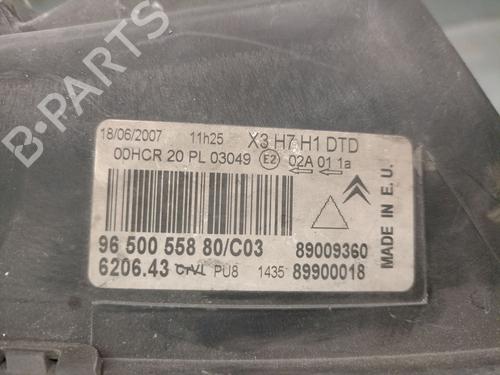 B-PARTS
18/06/2007 11h25 X3 H7 H1 DTD
00HCR 20 PL 03049 E2 02A 01 1a
96 500 558 80/C03 89009360
6206.43 CrVL PU8 1435 89900018
MADE IN E.U.